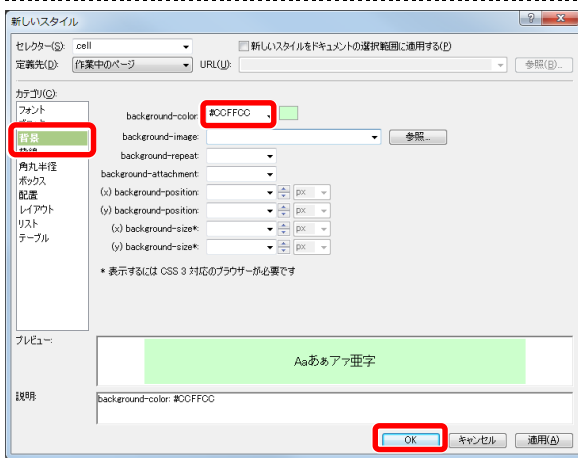 新しいスタイル
セレクター(S): .cell 新しいスタイルをドキュメントの選択範囲に適用する(P)
定義先(D): 作業中のページ URL(U): 参照(B)...
カテゴリ(C):
フォント
背景
角丸半径
ボックス
配置
レイアウト
リスト
テーブル
background-color: #CCFFCC
background-image: 参照...
background-repeat:
background-attachment:
(x) background-position: px
(y) background-position: px
(x) background-size*: px
(y) background-size*: px
* 表示するには CSS 3 対応のブラウザーが必要です
プレビュー:
Aaあぁアァ亜宇
説明:
background-color: #CCFFCC
OK キャンセル 適用(A)